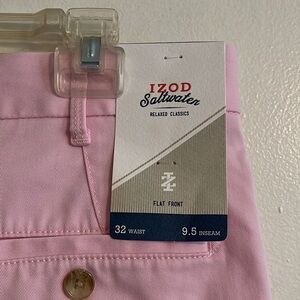 IZOD
Saltwater
RELAXED CLASSICS
FLAT FRONT
32 WAIST 9.5 INSEAM